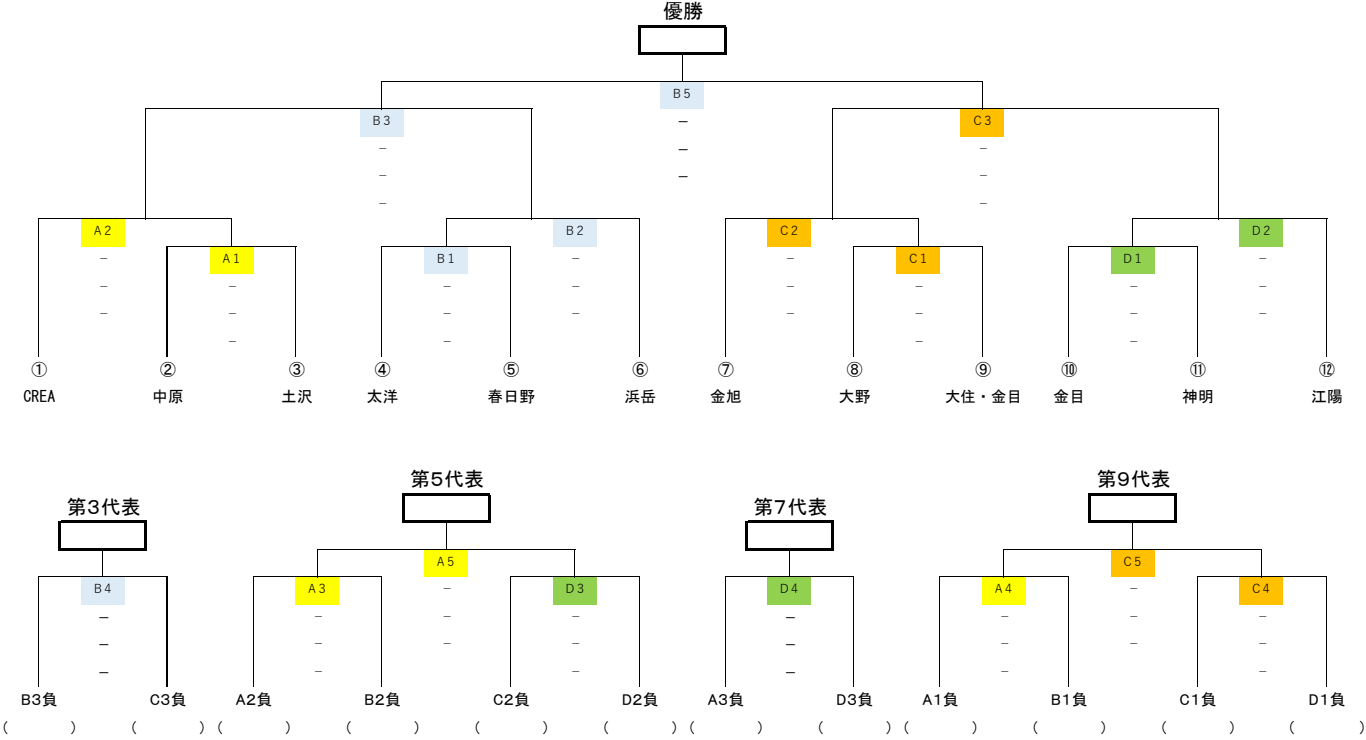 優勝
B5
B3
C3
－
－
－
－ －
－ －
－ －
A2 B2 C2 D2
A1 B1 C1 D1
－ － － －
－ － － － － － － －
－ － － － － － － －
－ － － －
① ② ③ ④ ⑤ ⑥ ⑦ ⑧ ⑨ ⑩ ⑪ ⑫
CREA 中原 土沢 太洋 春日野 浜岳 金旭 大野 大住・金目 金目 神明 江陽
第5代表 第9代表
第3代表 第7代表
A5 C5
B4 A3 D3 D4 A4 C4
－ －
－ － － － － － － －
－ － － － － － － －
－ － － － － －
B3負 C3負 A2負 B2負 C2負 D2負 A3負 D3負 A1負 B1負 C1負 D1負
（　　　） （　　　） （　　　） （　　　） （　　　） （　　　） （　　　） （　　　） （　　　） （　　　） （　　　） （　　　）